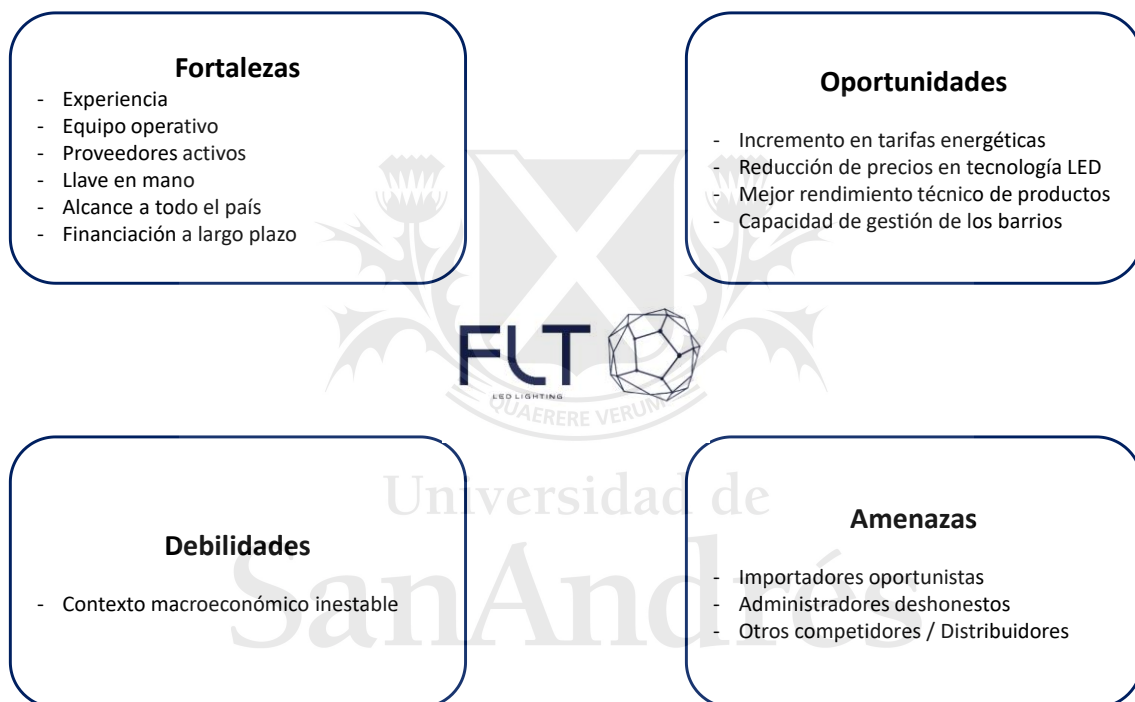 Fortalezas
- Experiencia
- Equipo operativo
- Proveedores activos
- Llave en mano
- Alcance a todo el país
- Financiación a largo plazo
Oportunidades
- Incremento en tarifas energéticas
- Reducción de precios en tecnología LED
- Mejor rendimiento técnico de productos
- Capacidad de gestión de los barrios
FLT
LED LIGHTING
QUAERERE VERUM
Debilidades
- Contexto macroeconómico inestable
Amenazas
- Importadores oportunistas
- Administradores deshonestos
- Otros competidores / Distribuidores
Universidad de
SanAndrés